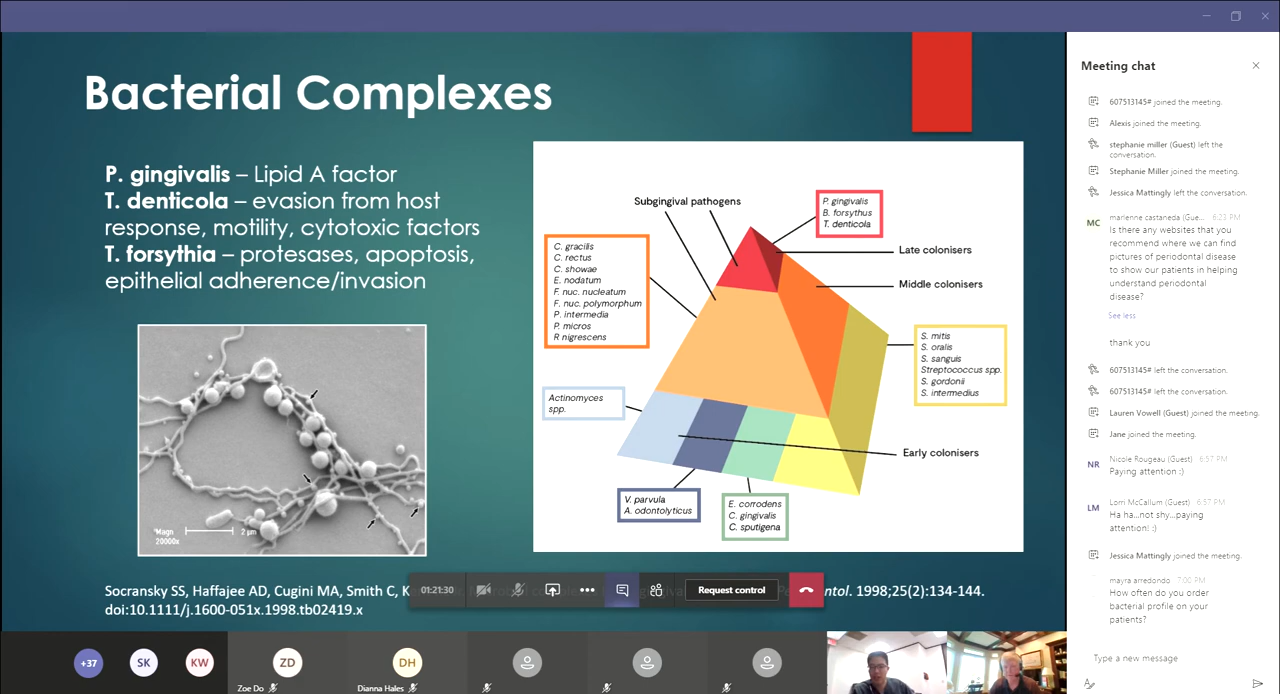 Bacterial Complexes
P. gingivalis – Lipid A factor
T. denticola – evasion from host
response, motility, cytotoxic factors
T. forsythia – protesases, apoptosis,
epithelial adherence/invasion
Magn
20000x
2 µm
Subgingival pathogens
P. gingivalis
B. forsythus
T. denticola
Late colonisers
Middle colonisers
C. gracilis
C. rectus
C. showae
E. nodatum
F. nuc. nucleatum
F. nuc. polymorphum
P. intermedia
P. micros
R nigrescens
S. mitis
S. oralis
S. sanguis
Streptococcus spp.
S. gordonii
S. intermedius
Actinomyces
spp.
Early colonisers
V. parvula
A. odontolyticus
E. corrodens
C. gingivalis
C. sputigena
Socransky SS, Haffajee AD, Cugini MA, Smith C, 1998;25(2):134-144.
doi:10.1111/j.1600-051x.1998.tb02419.x
01:21:30
Request control
+37
SK
KW
ZD
Zoe Do
DH
Dianna Hales
Meeting chat
607513145# joined the meeting.
Alexis joined the meeting.
stephanie miller (Guest) left the
conversation.
Stephanie Miller joined the meeting.
Jessica Mattingly left the conversation.
MC
marlenne castaneda (Gue... 6:23 PM
Is there any websites that you
recommend where we can find
pictures of periodontal disease
to show our patients in helping
understand periodontal
disease?
See less
thank you
607513145# left the conversation.
607513145# left the conversation.
Lauren Vowell (Guest) joined the meeting.
Jane joined the meeting.
NR
Nicole Rougeau (Guest) 6:57 PM
Paying attention :)
LM
Lorri McCallum (Guest) 6:57 PM
Ha ha...not shy...paying
attention! :)
Jessica Mattingly joined the meeting.
mayra arredondo 7:00 PM
How often do you order
bacterial profile on your
patients?
Type a new message